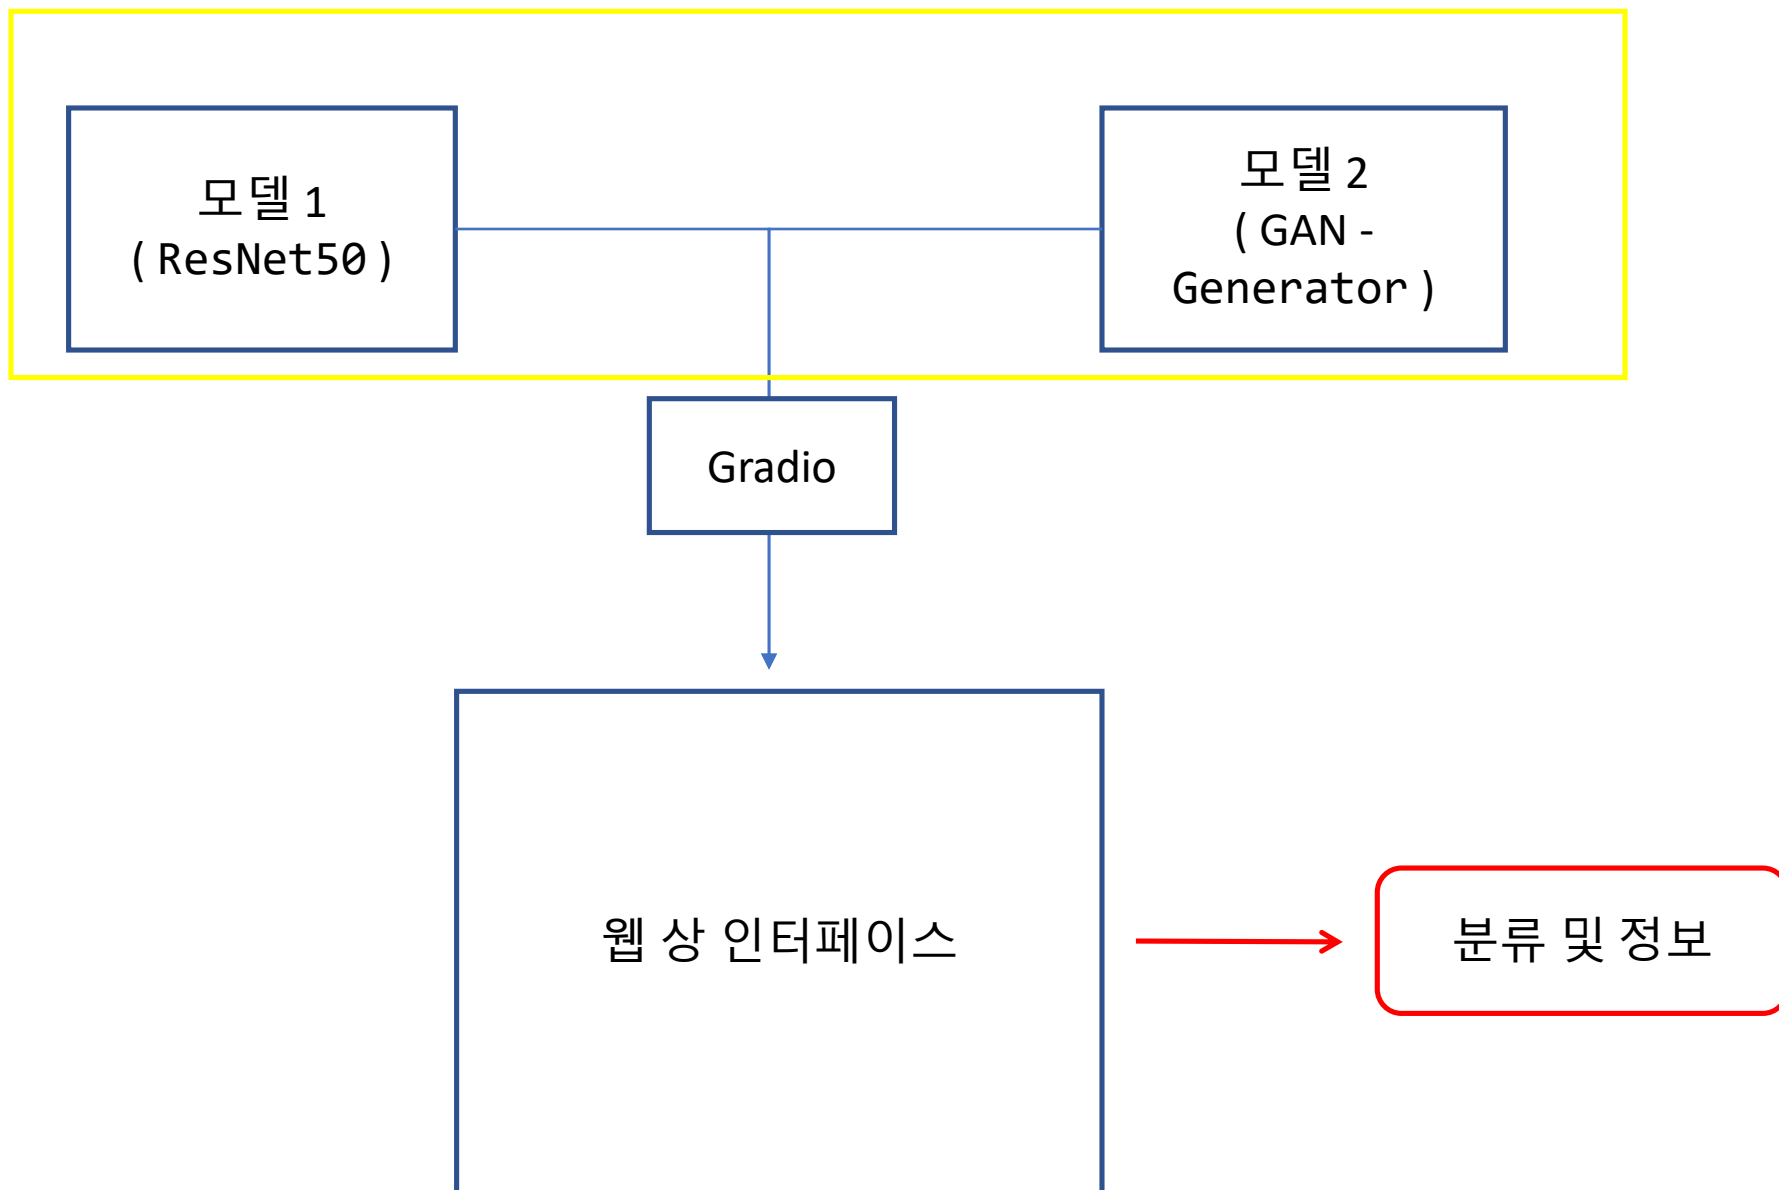 모델 1
( ResNet50 )
모델 2
( GAN -
Generator )
Gradio
웹 상 인터페이스
분류 및 정보